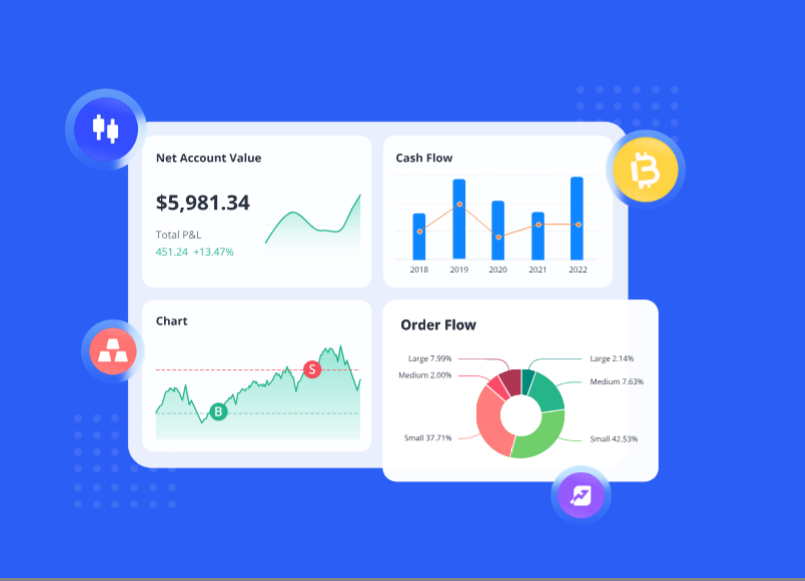 Net Account Value
$5,981.34
Total P&L
451.24 +13.47%
Cash Flow
2018 2019 2020 2021 2022
Chart
S
B
Order Flow
Large 7.99%
Medium 2.00%
Small 37.71%
Large 2.14%
Medium 7.63%
Small 42.53%